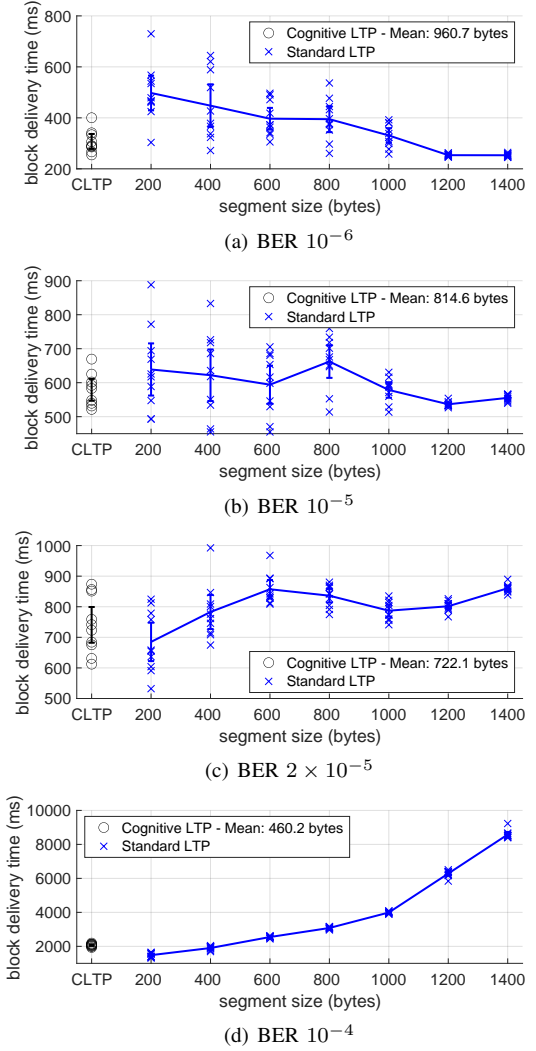 800
600
400
200
block delivery time (ms)
Cognitive LTP - Mean: 960.7 bytes
Standard LTP
CLTP 200 400 600 800 1000 1200 1400
segment size (bytes)
(a) BER 10⁻⁶
900
800
700
600
500
block delivery time (ms)
Cognitive LTP - Mean: 814.6 bytes
Standard LTP
CLTP 200 400 600 800 1000 1200 1400
segment size (bytes)
(b) BER 10⁻⁵
1000
900
800
700
600
500
block delivery time (ms)
Cognitive LTP - Mean: 722.1 bytes
Standard LTP
CLTP 200 400 600 800 1000 1200 1400
segment size (bytes)
(c) BER 2 × 10⁻⁵
10000
8000
6000
4000
2000
block delivery time (ms)
Cognitive LTP - Mean: 460.2 bytes
Standard LTP
CLTP 200 400 600 800 1000 1200 1400
segment size (bytes)
(d) BER 10⁻⁴